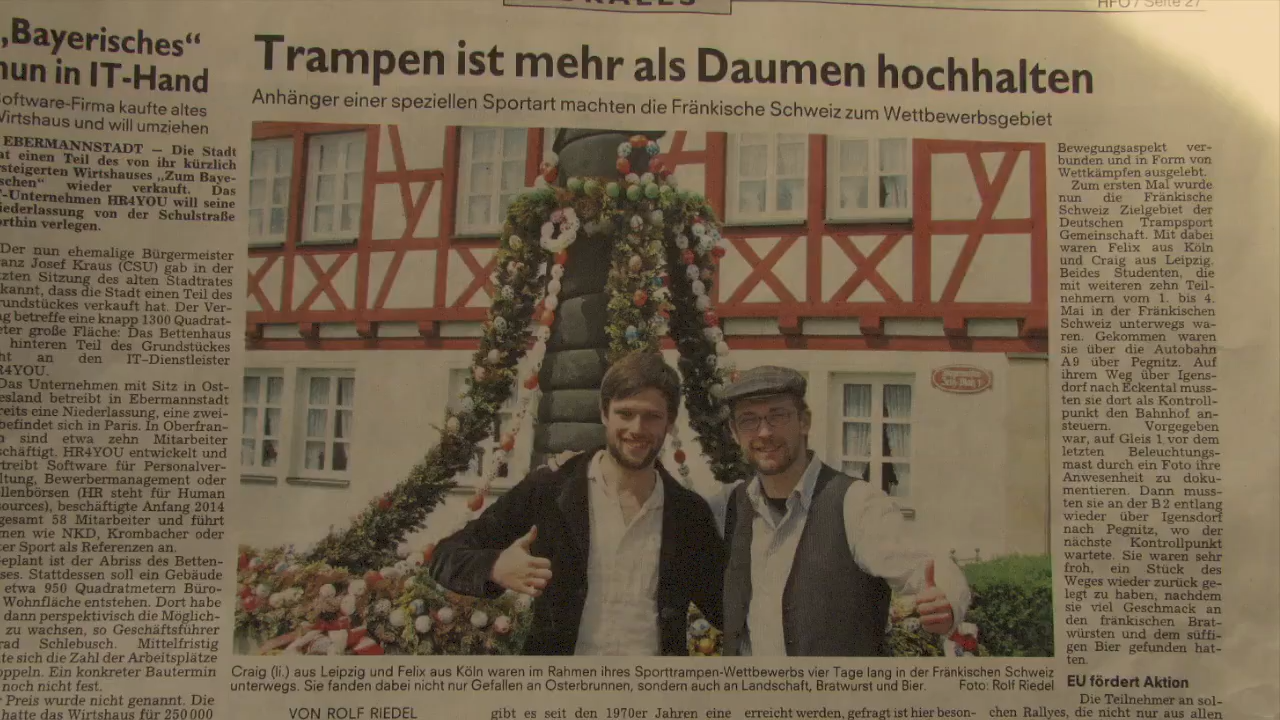 HFO / Seite 27
„Bayerisches“
nun in IT-Hand
Software-Firma kaufte altes
Wirtshaus und will umziehen
EBERMANNSTADT — Die Stadt
at einen Teil des von ihr kürzlich
rsteigerten Wirtshauses „Zum Baye-
schen“ wieder verkauft. Das
T-Unternehmen HR4YOU will seine
iederlassung von der Schulstraße
orthin verlegen.
Der nun ehemalige Bürgermeister
anz Josef Kraus (CSU) gab in der
tzten Sitzung des alten Stadtrates
kannt, dass die Stadt einen Teil des
rundstückes verkauft hat. Der Ver-
ng betreffe eine knapp 1300 Quadrat-
eter große Fläche: Das Bettenhaus
hinteren Teil des Grundstückes
ht an den IT-Dienstleister
R4YOU.
Das Unternehmen mit Sitz in Ost-
iesland betreibt in Ebermannstadt
reits eine Niederlassung, eine zwei-
befindet sich in Paris. In Oberfran-
n sind etwa zehn Mitarbeiter
schäftigt. HR4YOU entwickelt und
rtreibt Software für Personalver-
ltung, Bewerbermanagement oder
llenbörsen (HR steht für Human
sources), beschäftigte Anfang 2014
gesamt 58 Mitarbeiter und führt
men wie NKD, Krombacher oder
er Sport als Referenzen an.
eplant ist der Abriss des Betten-
ses. Stattdessen soll ein Gebäude
etwa 950 Quadratmetern Büro-
Wohnfläche entstehen. Dort habe
dann perspektivisch die Möglich-
zu wachsen, so Geschäftsführer
rad Schlebusch. Mittelfristig
te sich die Zahl der Arbeitsplätze
oppeln. Ein konkreter Bautermin
noch nicht fest.
Preis wurde nicht genannt. Die
hatte das Wirtshaus für 250 000
Trampen ist mehr als Daumen hochhalten
Anhänger einer speziellen Sportart machten die Fränkische Schweiz zum Wettbewerbsgebiet
Craig (li.) aus Leipzig und Felix aus Köln waren im Rahmen ihres Sporttrampen-Wettbewerbs vier Tage lang in der Fränkischen Schweiz
unterwegs. Sie fanden dabei nicht nur Gefallen an Osterbrunnen, sondern auch an Landschaft, Bratwurst und Bier. Foto: Rolf Riedel
VON ROLF RIEDEL
gibt es seit den 1970er Jahren eine
erreicht werden, gefragt ist hier beson-
Bewegungsaspekt ver-
bunden und in Form von
Wettkämpfen ausgelebt.
Zum ersten Mal wurde
nun die Fränkische
Schweiz Zielgebiet der
Deutschen Trampsport
Gemeinschaft. Mit dabei
waren Felix aus Köln
und Craig aus Leipzig.
Beides Studenten, die
mit weiteren zehn Teil-
nehmern vom 1. bis 4.
Mai in der Fränkischen
Schweiz unterwegs wa-
ren. Gekommen waren
sie über die Autobahn
A9 über Pegnitz. Auf
ihrem Weg über Igens-
dorf nach Eckental muss-
ten sie dort als Kontroll-
punkt den Bahnhof an-
steuern. Vorgegeben
war, auf Gleis 1 vor dem
letzten Beleuchtungs-
mast durch ein Foto ihre
Anwesenheit zu doku-
mentieren. Dann muss-
ten sie an der B 2 entlang
wieder über Igensdorf
nach Pegnitz, wo der
nächste Kontrollpunkt
wartete. Sie waren sehr
froh, ein Stück des
Weges wieder zurück ge-
legt zu haben, nachdem
sie viel Geschmack an
den fränkischen Brat-
würsten und dem süffi-
gen Bier gefunden hat-
ten.
EU fördert Aktion
Die Teilnehmer an sol-
chen Rallyes, die nicht nur aus all